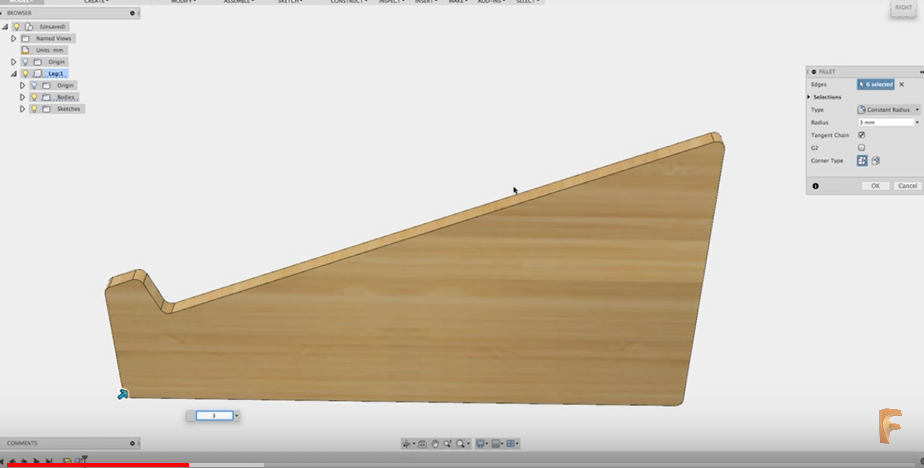 MODEL CREATE ASSEMBLE SKETCH CONSTRUCT INSPECT INSERT MAKE ADD-INS SELECT
RIGHT
BROWSER
(Unsaved)
Named Views
Units: mm
Origin
Leg:1
Origin
Bodies
Sketches
FILLET
Edges 6 selected
Selections
Type Constant Radius
Radius 3 mm
Tangent Chain
G2
Corner Type
OK Cancel
3
COMMENTS